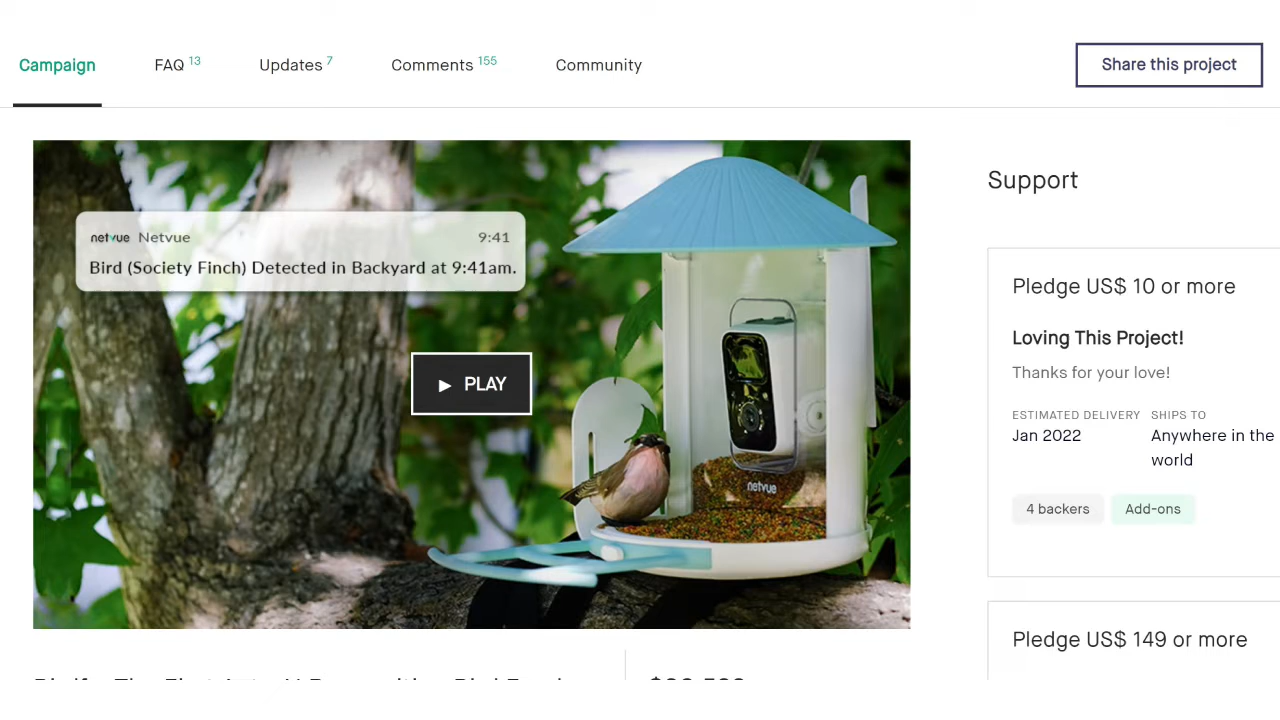 Campaign FAQ 13 Updates 7 Comments 155 Community Share this project
netvue Netvue 9:41
Bird (Society Finch) Detected in Backyard at 9:41am.
PLAY
netvue
Support
Pledge US$ 10 or more
Loving This Project!
Thanks for your love!
ESTIMATED DELIVERY SHIPS TO
Jan 2022 Anywhere in the
world
4 backers Add-ons
Pledge US$ 149 or more